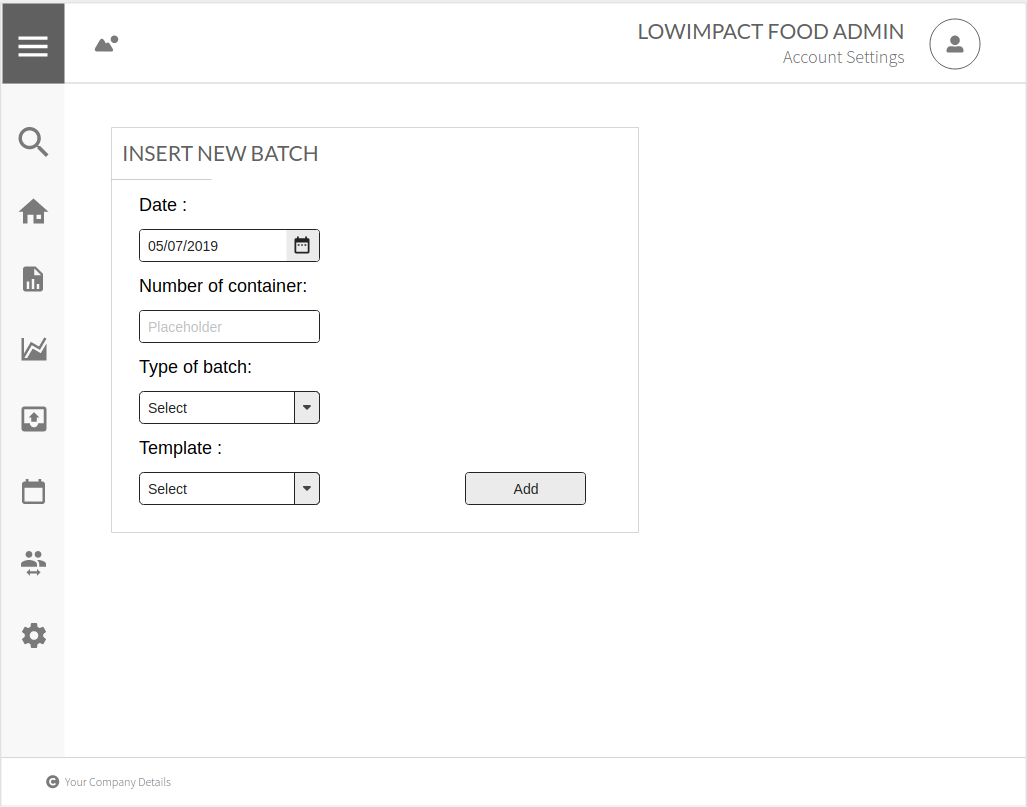 LOWIMPACT FOOD ADMIN
Account Settings
INSERT NEW BATCH
Date :
05/07/2019
Number of container:
Placeholder
Type of batch:
Select
Template :
Select
Add
Your Company Details